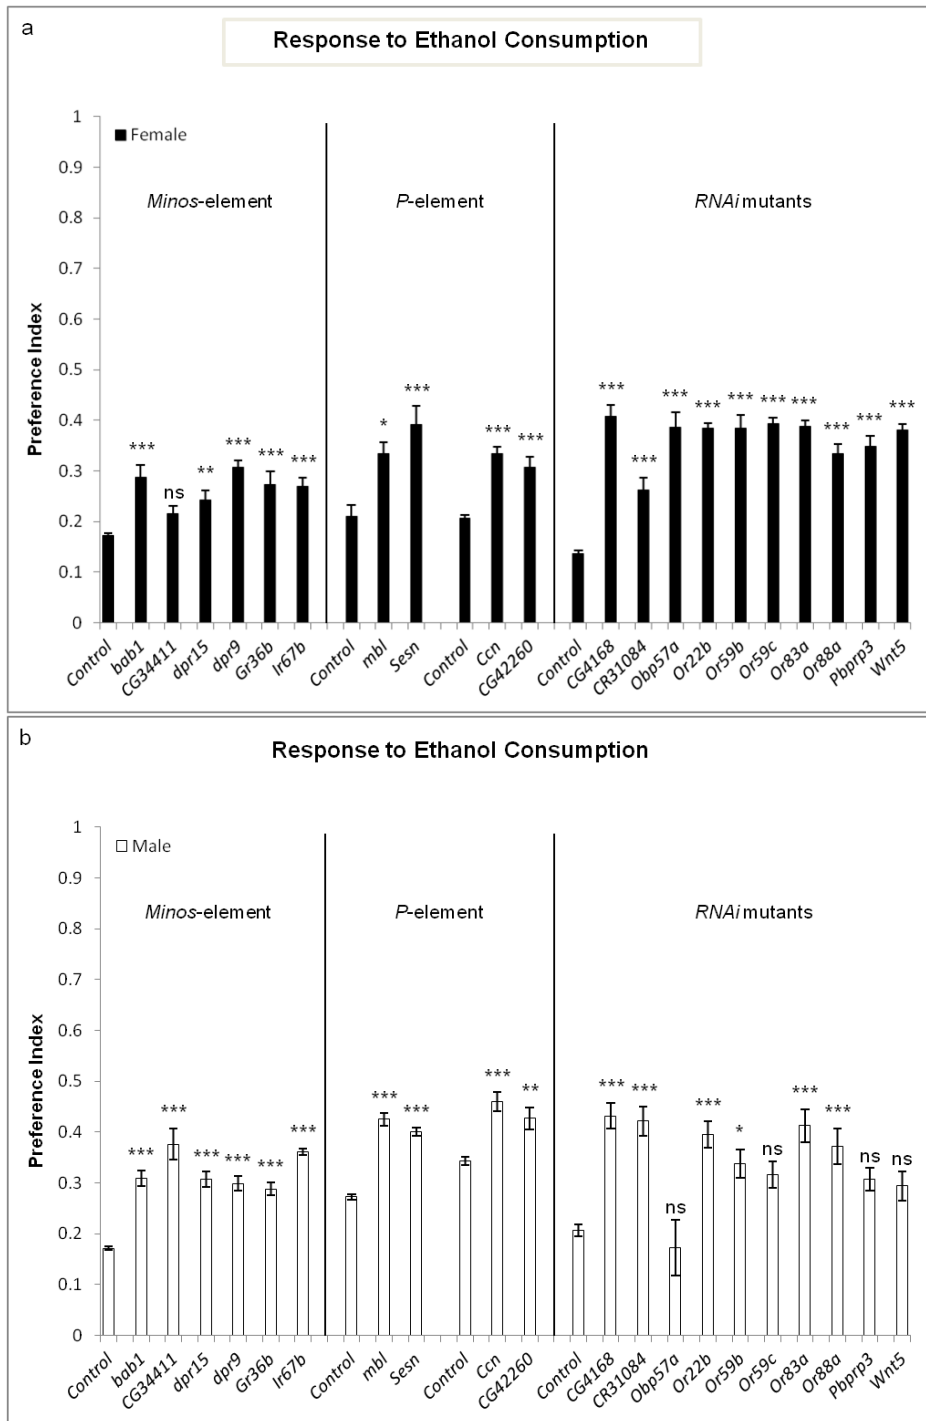 a
Response to Ethanol Consumption
1
0.9
0.8
0.7
0.6
0.5
0.4
0.3
0.2
0.1
0
Preference Index
Female
Minos-element
P-element
RNAi mutants
*** ns ** *** *** ***
* *** *** ***
*** *** *** *** *** *** *** *** *** ***
Control bab1 CG34411 dpr15 dpr9 Gr36b Ir67b Control mbl Sesn Control Ccn CG42260 Control CG4168 CR31084 Obp57a Or22b Or59b Or59c Or83a Or88a Pbprp3 Wnt5
b
Response to Ethanol Consumption
1
0.9
0.8
0.7
0.6
0.5
0.4
0.3
0.2
0.1
0
Preference Index
Male
Minos-element
P-element
RNAi mutants
*** *** *** *** *** ***
*** *** *** **
*** *** ns *** * ns *** *** ns ns
Control bab1 CG34411 dpr15 dpr9 Gr36b Ir67b Control mbl Sesn Control Ccn CG42260 Control CG4168 CR31084 Obp57a Or22b Or59b Or59c Or83a Or88a Pbprp3 Wnt5